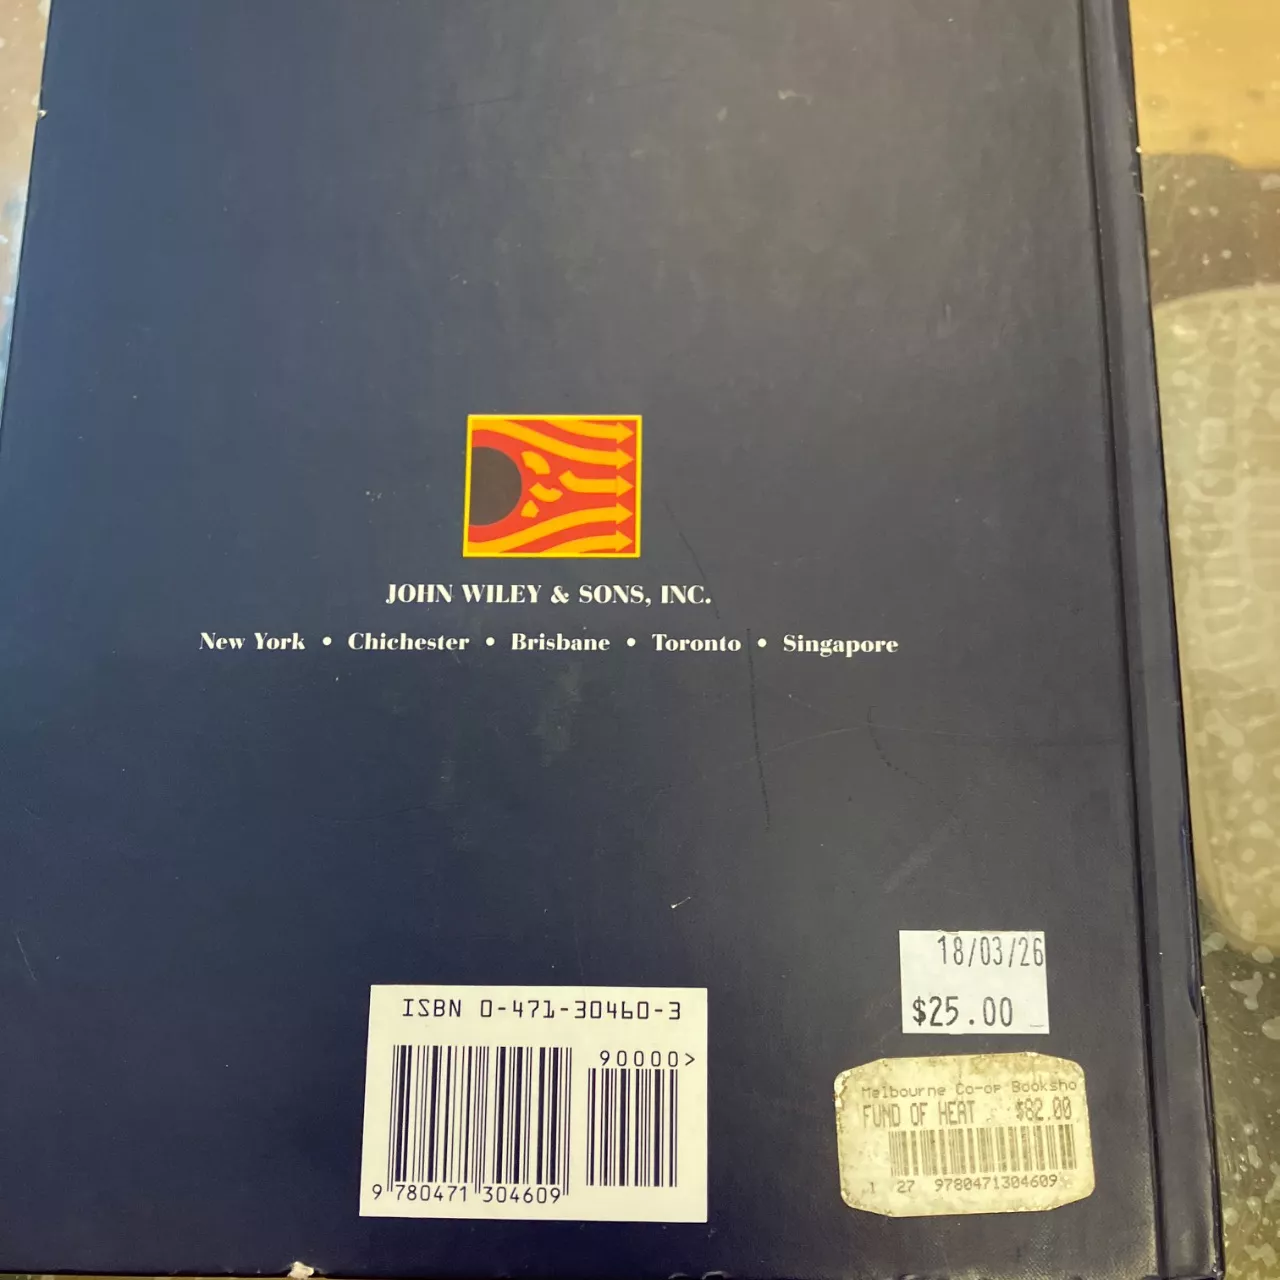 JOHN WILEY & SONS, INC.
New York • Chichester • Brisbane • Toronto • Singapore
18/03/26
$25.00
ISBN 0-471-30460-3
90000>
9 780471 304609
Melbourne Co-op Booksho
FUND OF HEAT $82.00
1 27 9780471304609